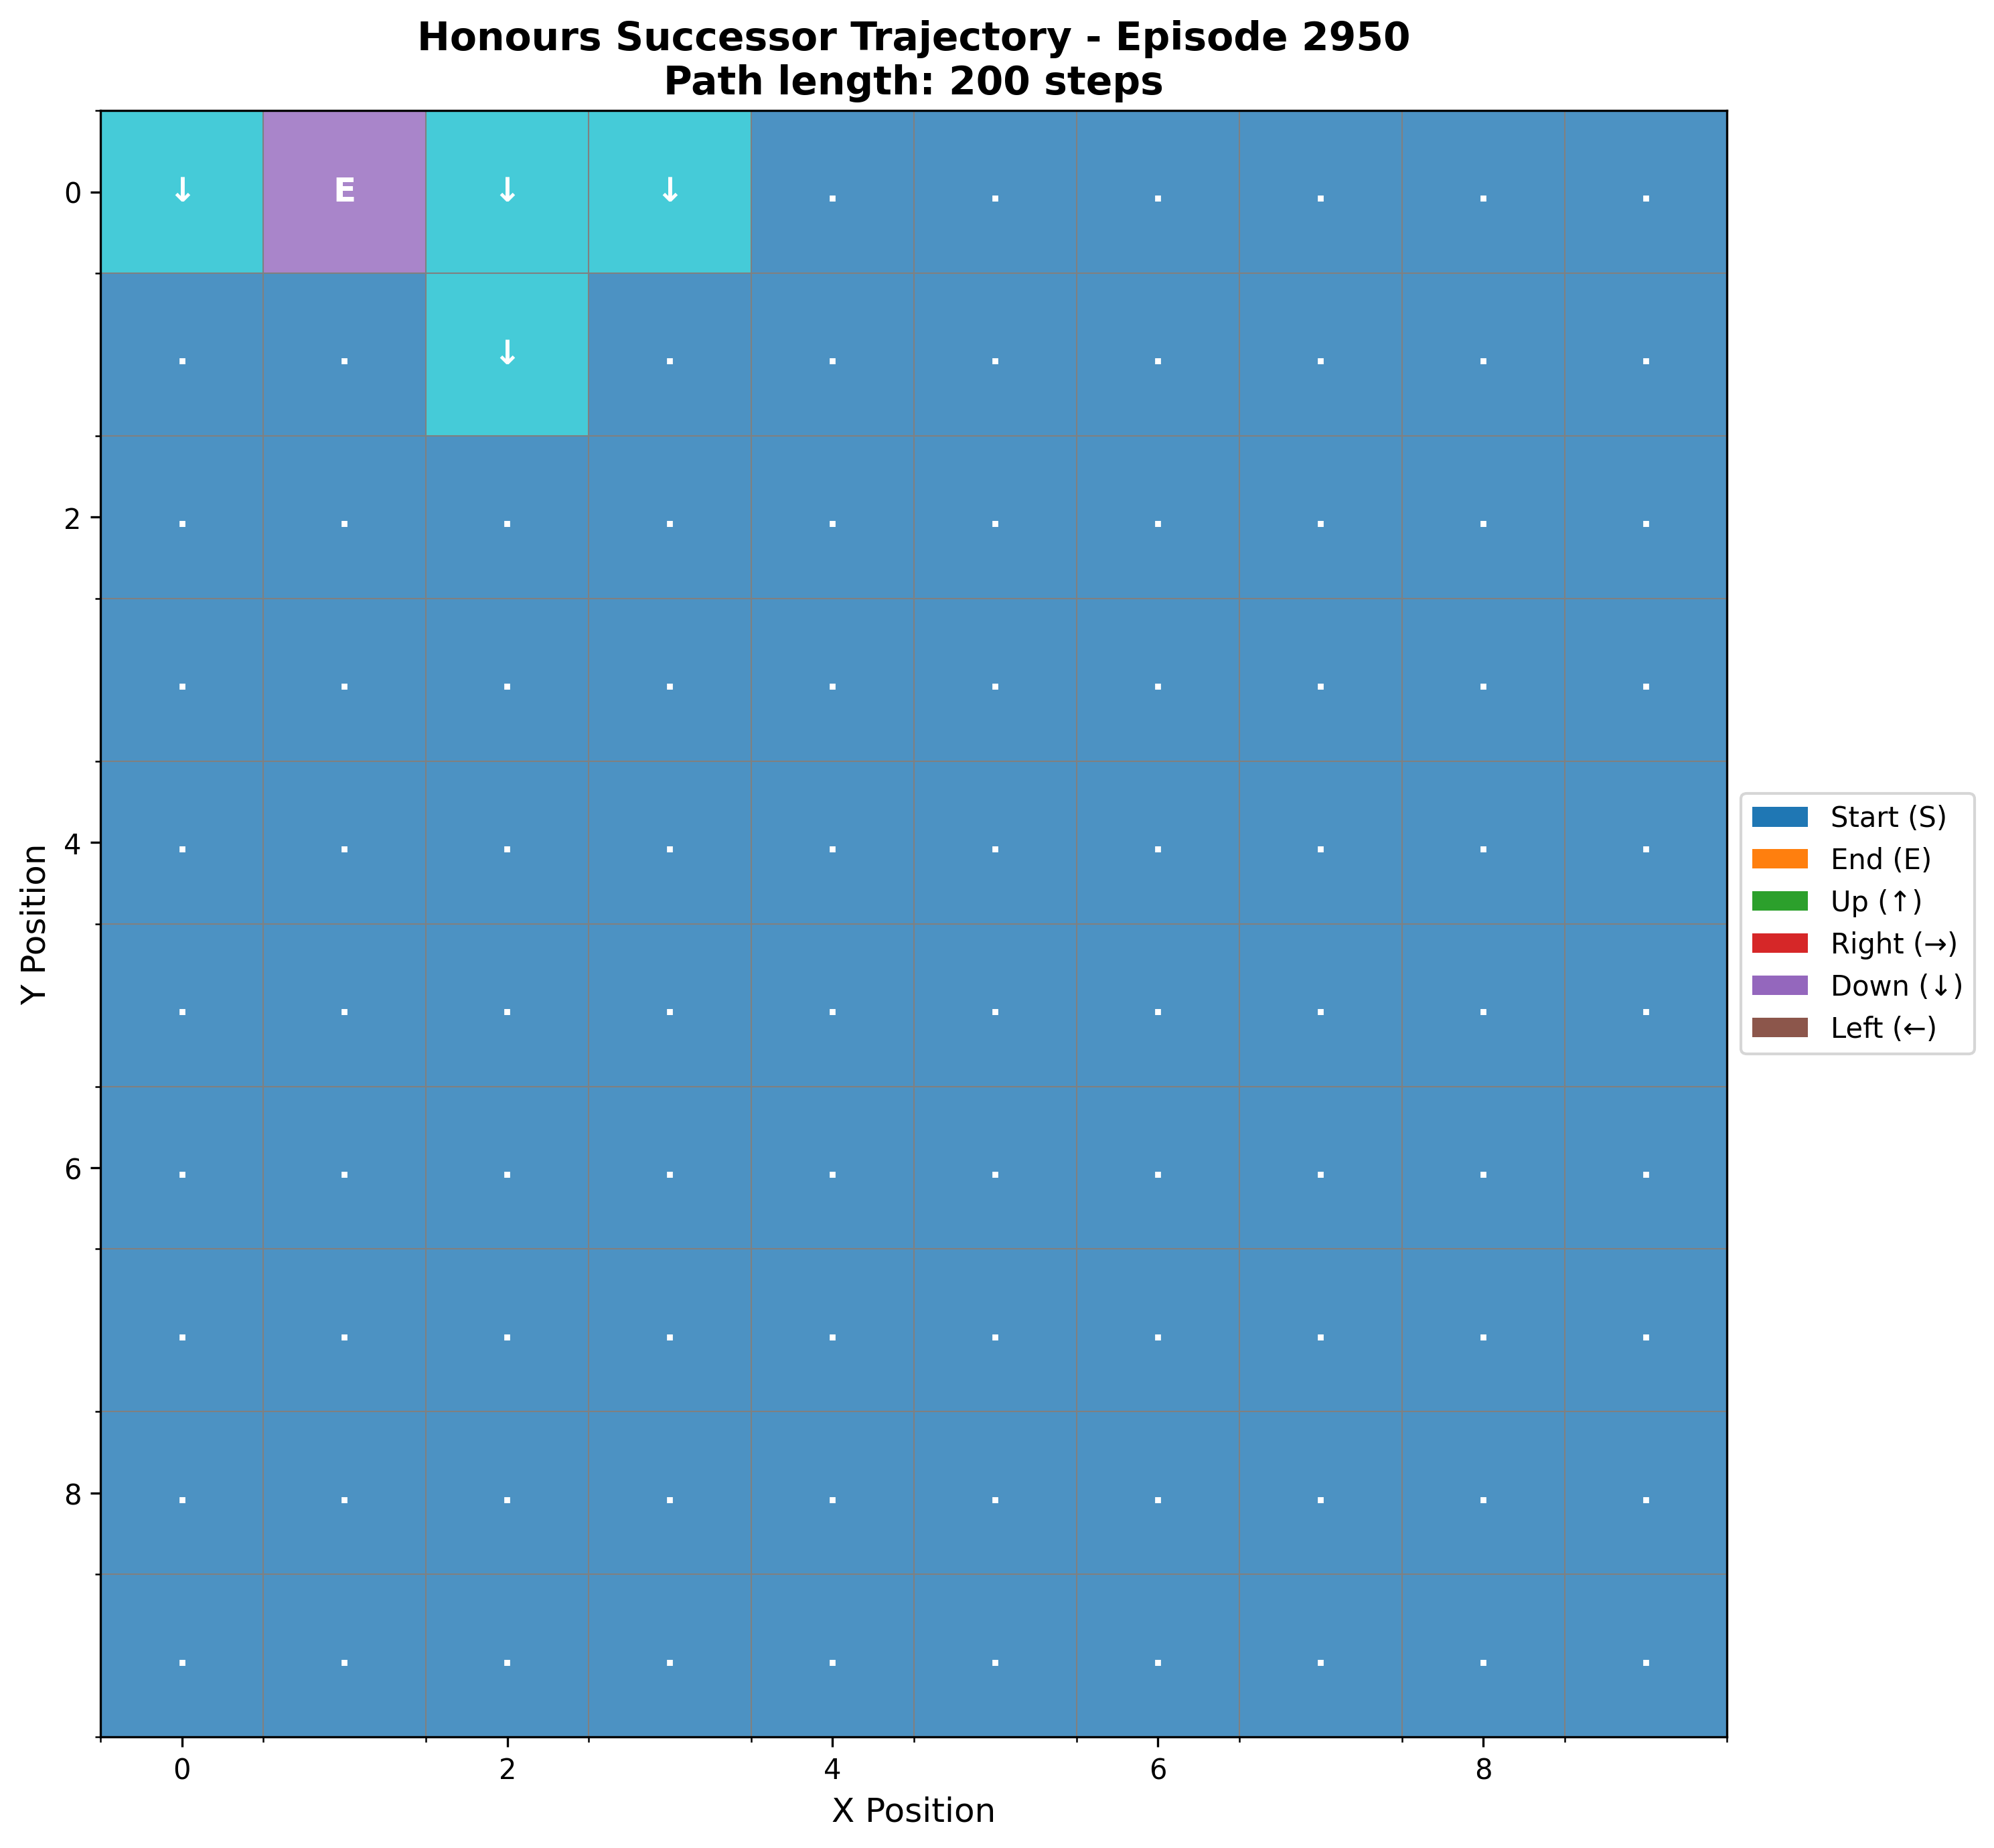 Honours Successor Trajectory - Episode 2950
Path length: 200 steps
0 ↓ E ↓ ↓ . . . . . .
. . ↓ . . . . . . .
2 . . . . . . . . . .
. . . . . . . . . .
4 . . . . . . . . . .
. . . . . . . . . .
6 . . . . . . . . . .
. . . . . . . . . .
8 . . . . . . . . . .
. . . . . . . . . .
0 2 4 6 8
X Position
Y Position
Start (S)
End (E)
Up (↑)
Right (→)
Down (↓)
Left (←)